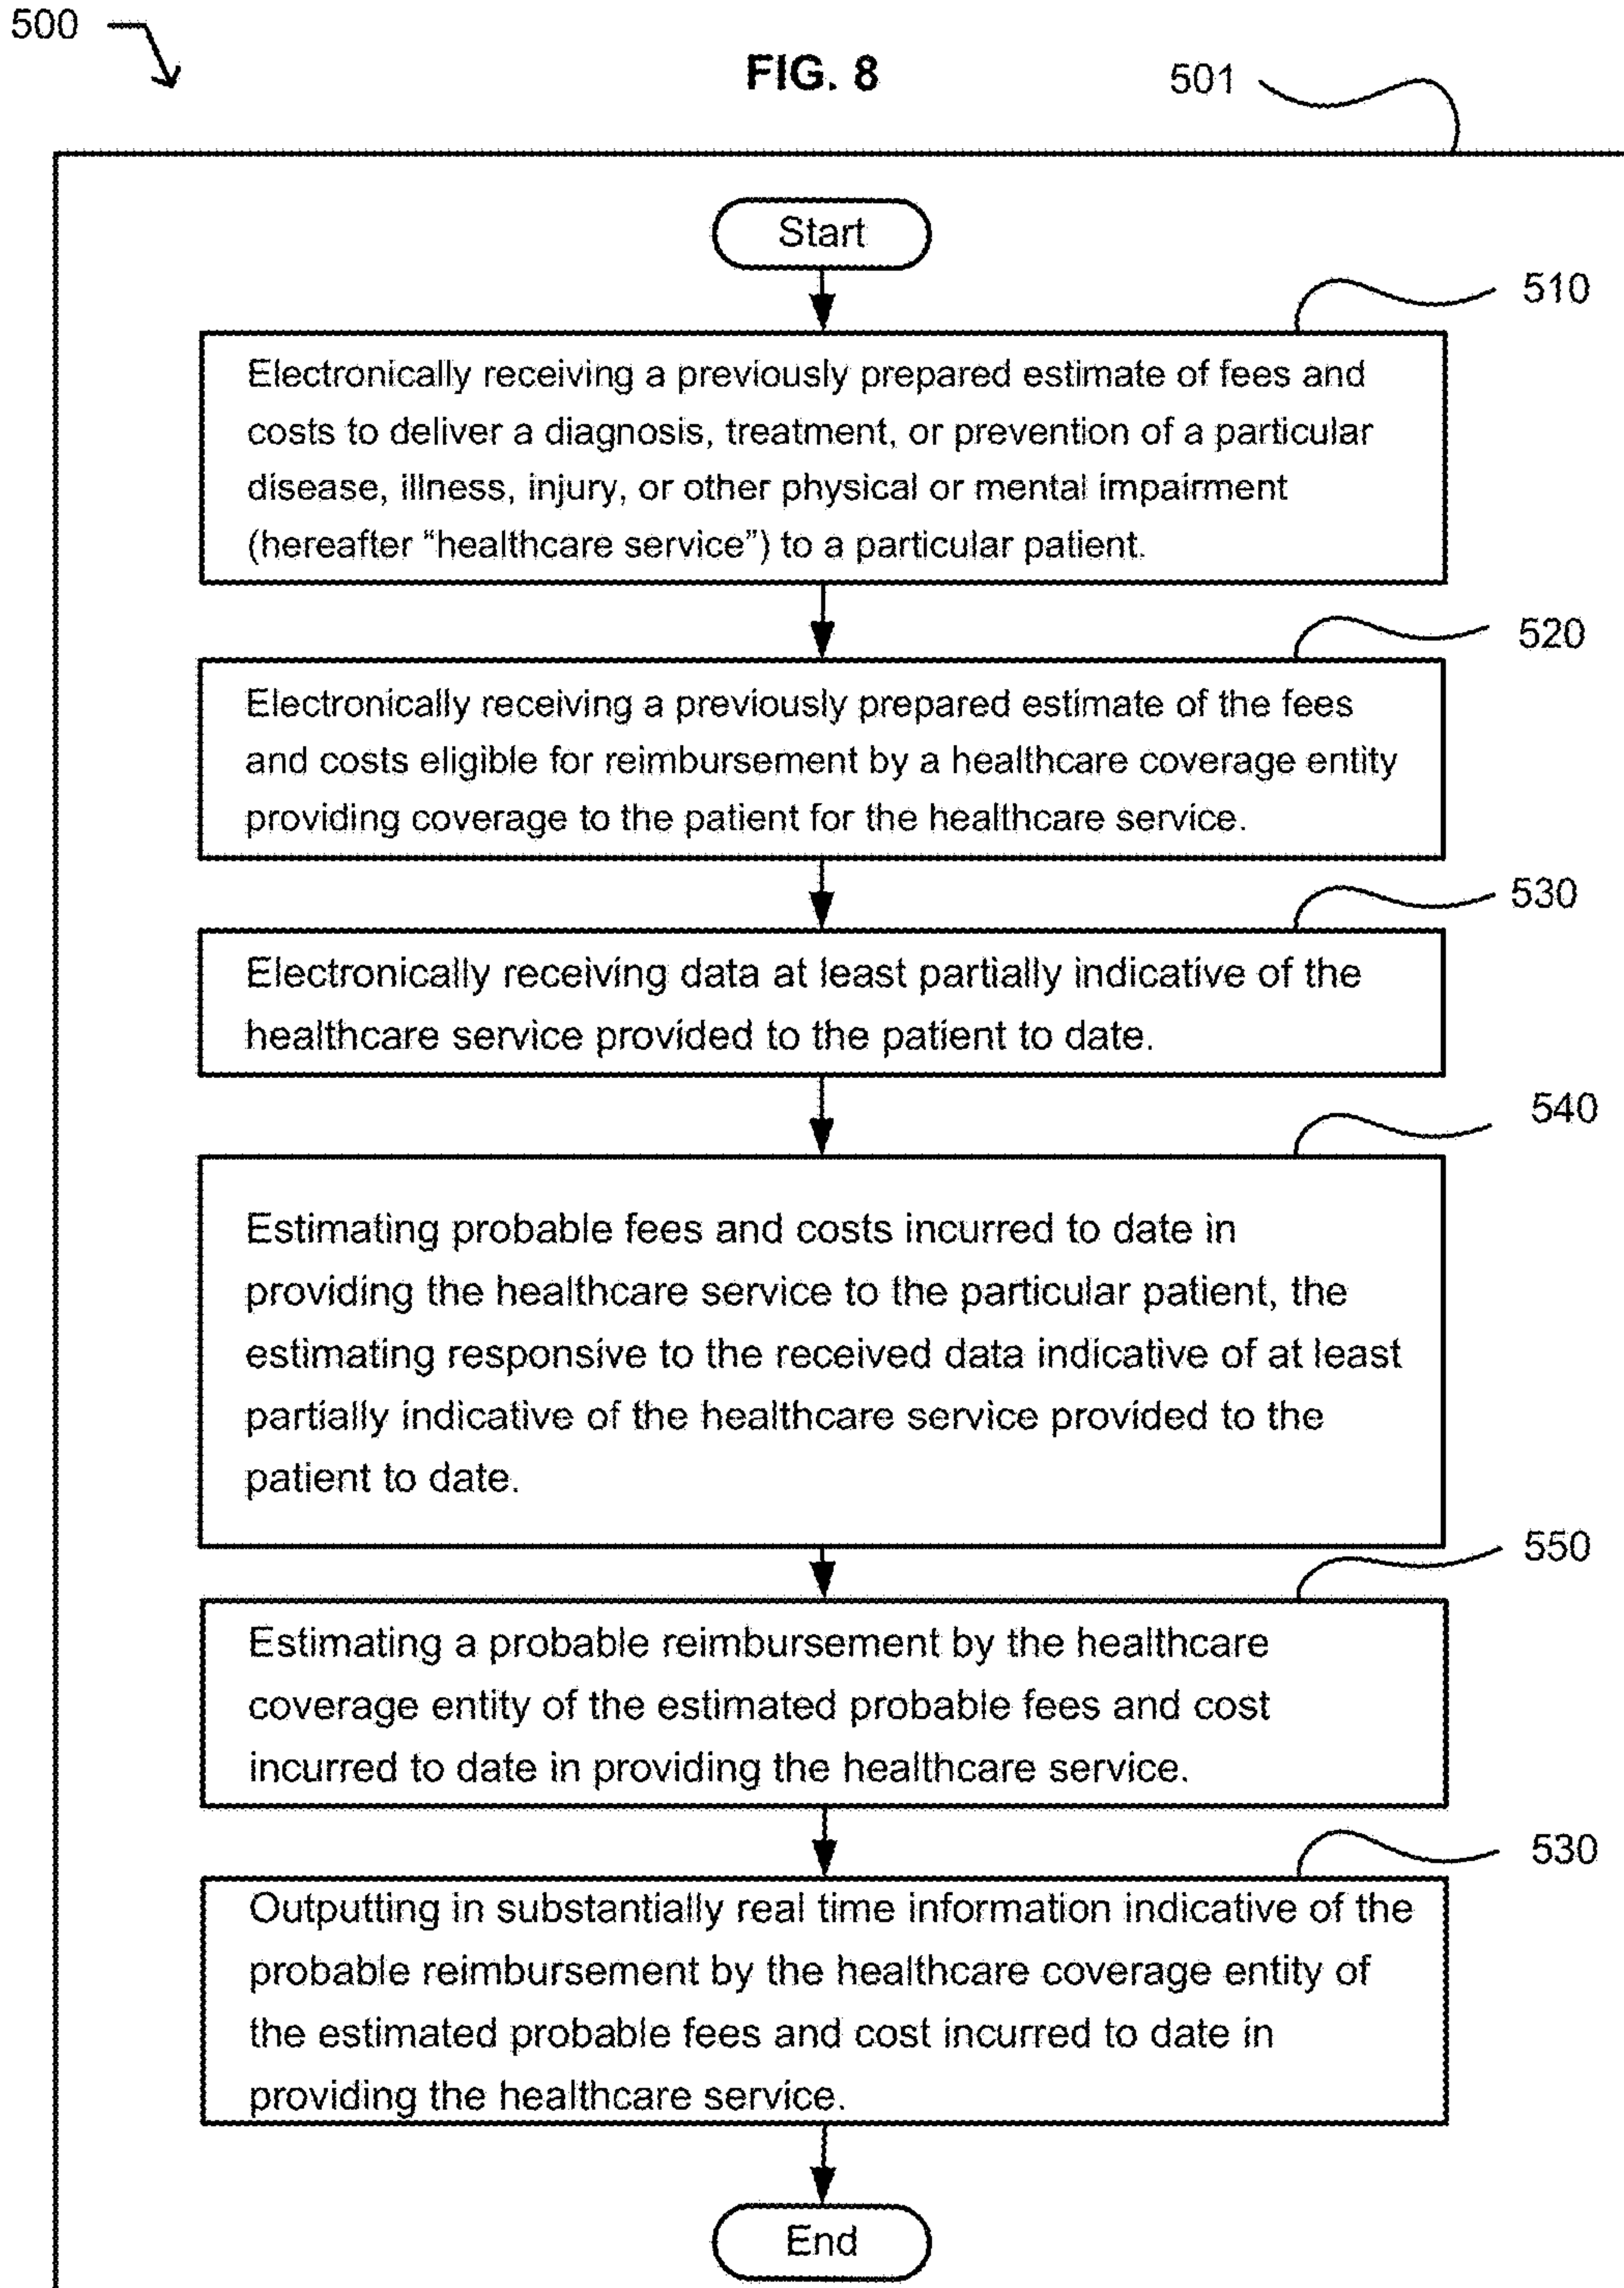 500
FIG. 8
501
Start
510
Electronically receiving a previously prepared estimate of fees and
costs to deliver a diagnosis, treatment, or prevention of a particular
disease, illness, injury, or other physical or mental impairment
(hereafter “healthcare service”) to a particular patient.
520
Electronically receiving a previously prepared estimate of the fees
and costs eligible for reimbursement by a healthcare coverage entity
providing coverage to the patient for the healthcare service.
530
Electronically receiving data at least partially indicative of the
healthcare service provided to the patient to date.
540
Estimating probable fees and costs incurred to date in
providing the healthcare service to the particular patient, the
estimating responsive to the received data indicative of at least
partially indicative of the healthcare service provided to the
patient to date.
550
Estimating a probable reimbursement by the healthcare
coverage entity of the estimated probable fees and cost
incurred to date in providing the healthcare service.
530
Outputting in substantially real time information indicative of the
probable reimbursement by the healthcare coverage entity of
the estimated probable fees and cost incurred to date in
providing the healthcare service.
End